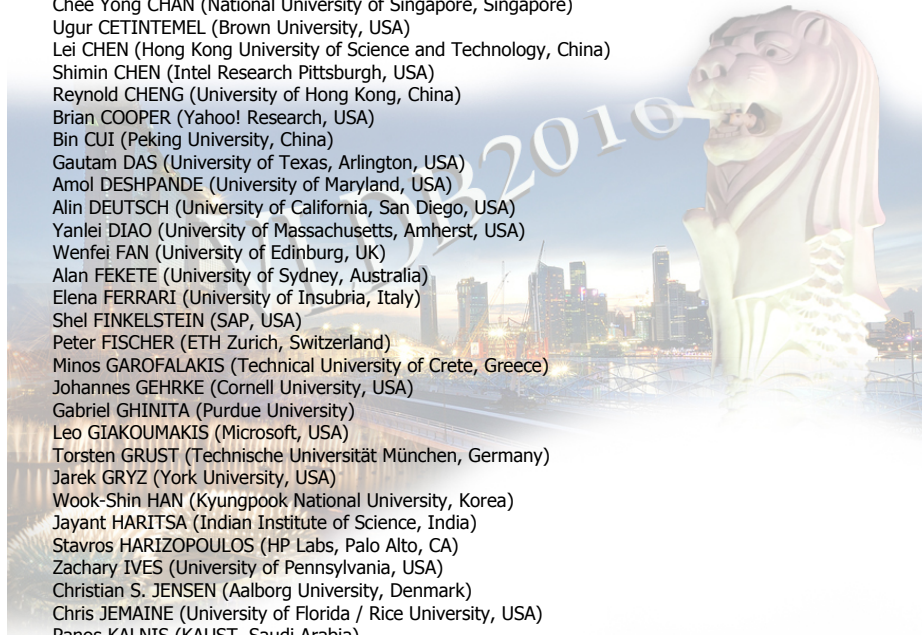 Chee Yong CHAN (National University of Singapore, Singapore)
Ugur CETINTEMEL (Brown University, USA)
Lei CHEN (Hong Kong University of Science and Technology, China)
Shimin CHEN (Intel Research Pittsburgh, USA)
Reynold CHENG (University of Hong Kong, China)
Brian COOPER (Yahoo! Research, USA)
Bin CUI (Peking University, China)
Gautam DAS (University of Texas, Arlington, USA)
Amol DESHPANDE (University of Maryland, USA)
Alin DEUTSCH (University of California, San Diego, USA)
Yanlei DIAO (University of Massachusetts, Amherst, USA)
Wenfei FAN (University of Edinburg, UK)
Alan FEKETE (University of Sydney, Australia)
Elena FERRARI (University of Insubria, Italy)
Shel FINKELSTEIN (SAP, USA)
Peter FISCHER (ETH Zurich, Switzerland)
Minos GAROFALAKIS (Technical University of Crete, Greece)
Johannes GEHRKE (Cornell University, USA)
Gabriel GHINITA (Purdue University)
Leo GIAKOUMAKIS (Microsoft, USA)
Torsten GRUST (Technische Universität München, Germany)
Jarek GRYZ (York University, USA)
Wook-Shin HAN (Kyungpook National University, Korea)
Jayant HARITSA (Indian Institute of Science, India)
Stavros HARIZOPOULOS (HP Labs, Palo Alto, CA)
Zachary IVES (University of Pennsylvania, USA)
Christian S. JENSEN (Aalborg University, Denmark)
Chris JEMAINE (University of Florida / Rice University, USA)
Panos KALNIS (KAUST, Saudi Arabia)
VLDB2010